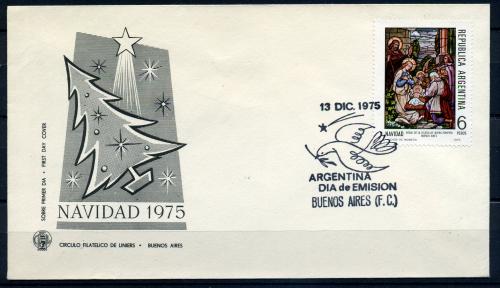 SOBRE PRIMER DIA • FIRST DAY COVER
NAVIDAD 1975
CIRCULO FILATELICO DE LINIERS • BUENOS AIRES
13 DIC. 1975
ARGENTINA
DIA de EMISION
BUENOS AIRES (F.C.)
REPUBLICA ARGENTINA
6
PESOS
NAVIDAD